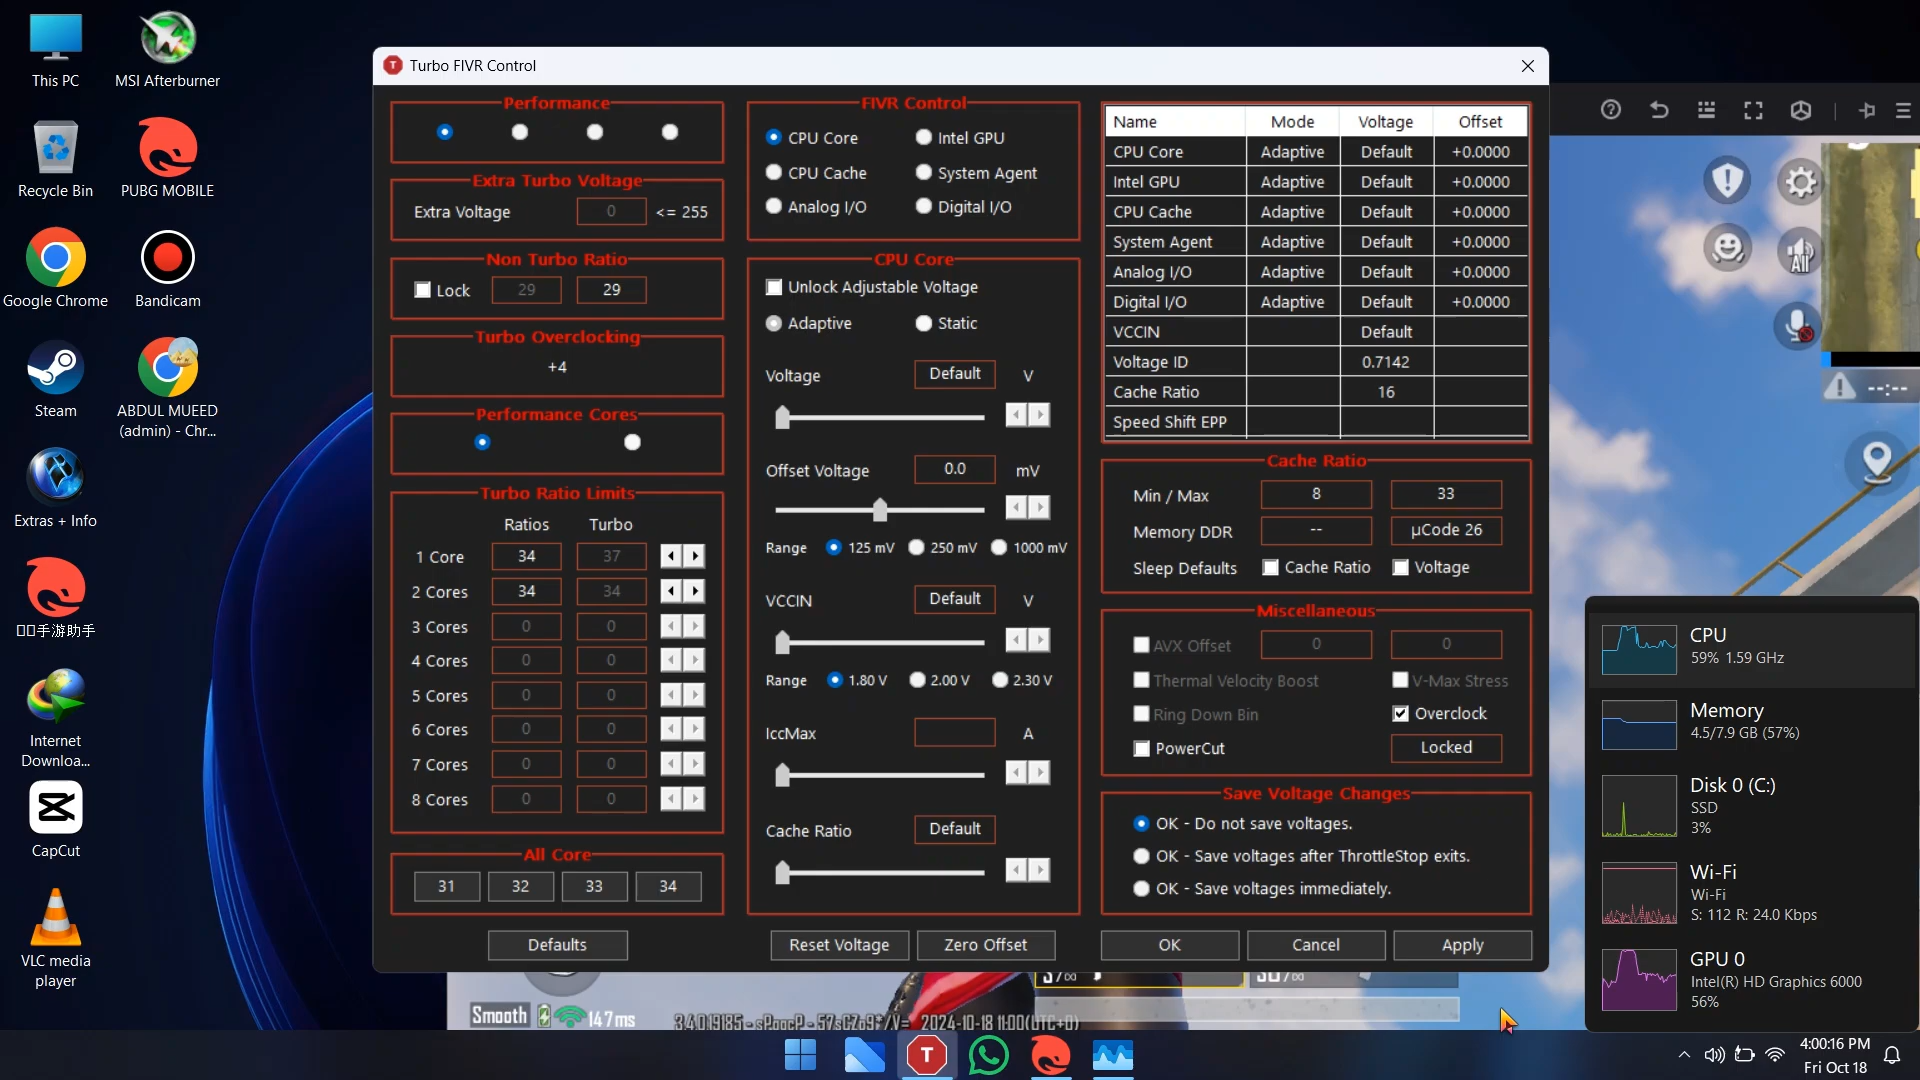 This PC
MSI Afterburner
Recycle Bin
PUBG MOBILE
Google Chrome
Bandicam
Steam
ABDUL MUEED
(admin) - Chr...
Extras + Info
手游助手
Internet
Downloa...
CapCut
VLC media
player
Turbo FIVR Control
Performance
Extra Turbo Voltage
Extra Voltage 0 <= 255
Non Turbo Ratio
Lock 29 29
Turbo Overclocking
+4
Performance Cores
Turbo Ratio Limits
Ratios Turbo
1 Core 34 37
2 Cores 34 34
3 Cores 0 0
4 Cores 0 0
5 Cores 0 0
6 Cores 0 0
7 Cores 0 0
8 Cores 0 0
All Core
31 32 33 34
Defaults
FIVR Control
CPU Core Intel GPU
CPU Cache System Agent
Analog I/O Digital I/O
CPU Core
Unlock Adjustable Voltage
Adaptive Static
Voltage Default V
Offset Voltage 0.0 mV
Range 125 mV 250 mV 1000 mV
VCCIN Default V
Range 1.80 V 2.00 V 2.30 V
IccMax A
Cache Ratio Default
Reset Voltage Zero Offset
Name Mode Voltage Offset
CPU Core Adaptive Default +0.0000
Intel GPU Adaptive Default +0.0000
CPU Cache Adaptive Default +0.0000
System Agent Adaptive Default +0.0000
Analog I/O Adaptive Default +0.0000
Digital I/O Adaptive Default +0.0000
VCCIN Default
Voltage ID 0.7142
Cache Ratio 16
Speed Shift EPP
Cache Ratio
Min / Max 8 33
Memory DDR -- µCode 26
Sleep Defaults Cache Ratio Voltage
Miscellaneous
AVX Offset 0 0
Thermal Velocity Boost V-Max Stress
Ring Down Bin Overclock
PowerCut Locked
Save Voltage Changes
OK - Do not save voltages.
OK - Save voltages after ThrottleStop exits.
OK - Save voltages immediately.
OK Cancel Apply
All
--:--
CPU
59% 1.59 GHz
Memory
4.5/7.9 GB (57%)
Disk 0 (C:)
SSD
3%
Wi-Fi
Wi-Fi
S: 112 R: 24.0 Kbps
GPU 0
Intel(R) HD Graphics 6000
56%
Smooth 147ms
2024-10-18 11:00(UTC+0)
4:00:16 PM
Fri Oct 18